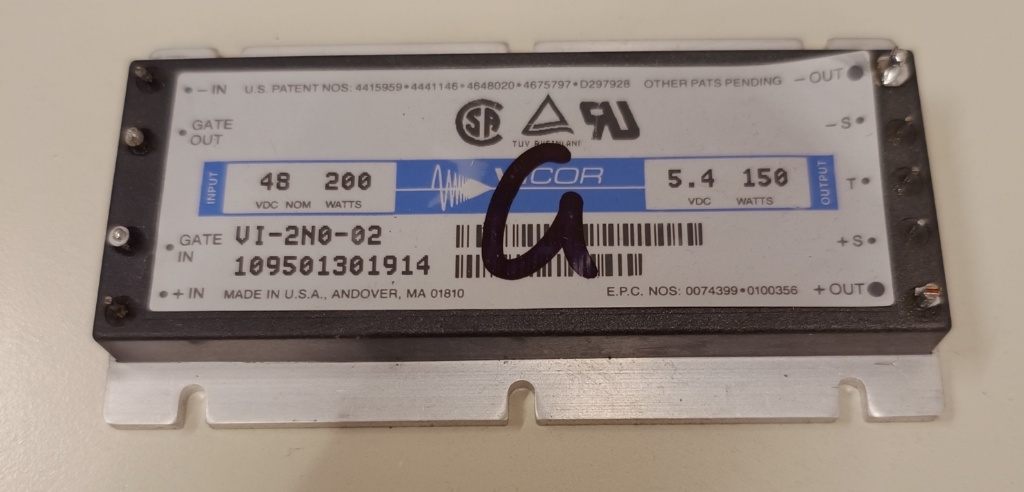 − IN U.S. PATENT NOS: 4415959•4441146•4648020•4675797•D297928 OTHER PATS PENDING −OUT
GATE OUT
−S
INPUT
48 200
VDC NOM WATTS
VICOR
5.4 150
VDC WATTS
OUTPUT
T
G
GATE IN
VI-2N0-02
109501301914
+S
+ IN MADE IN U.S.A., ANDOVER, MA 01810 E.P.C. NOS: 0074399•0100356 +OUT